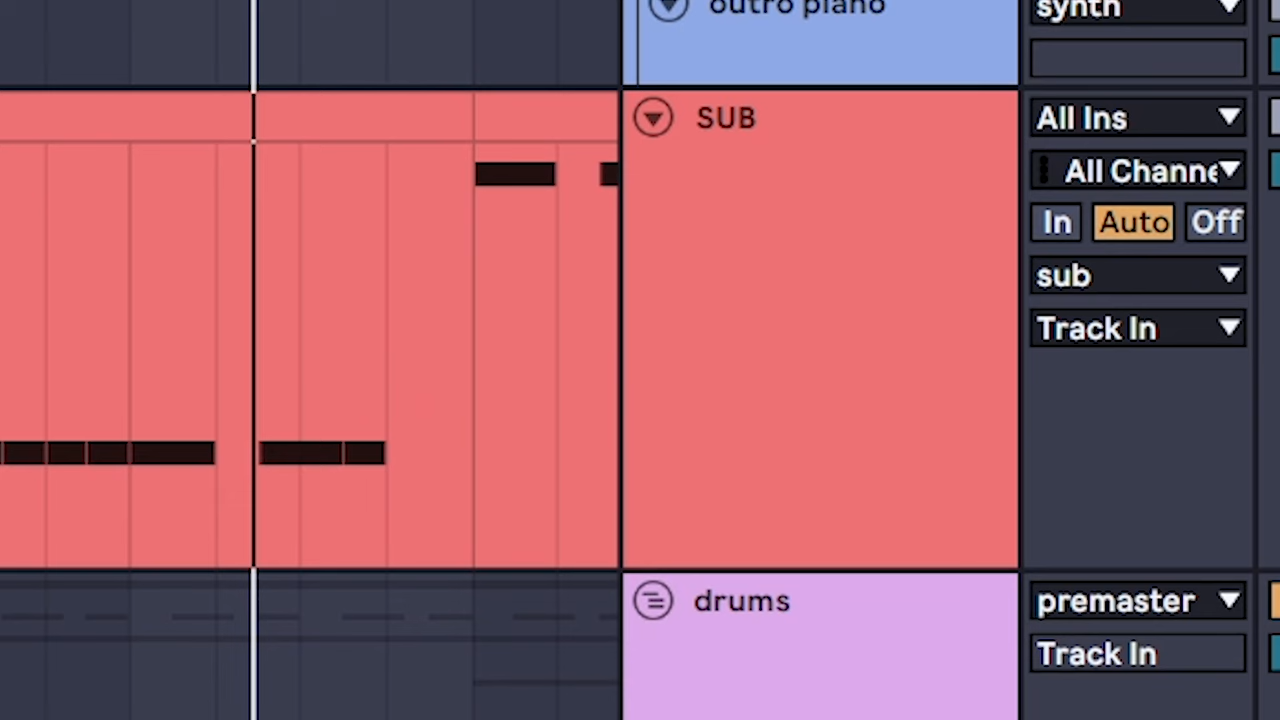 outro piano
synth
SUB
All Ins
All Channe
In Auto Off
sub
Track In
drums
premaster
Track In